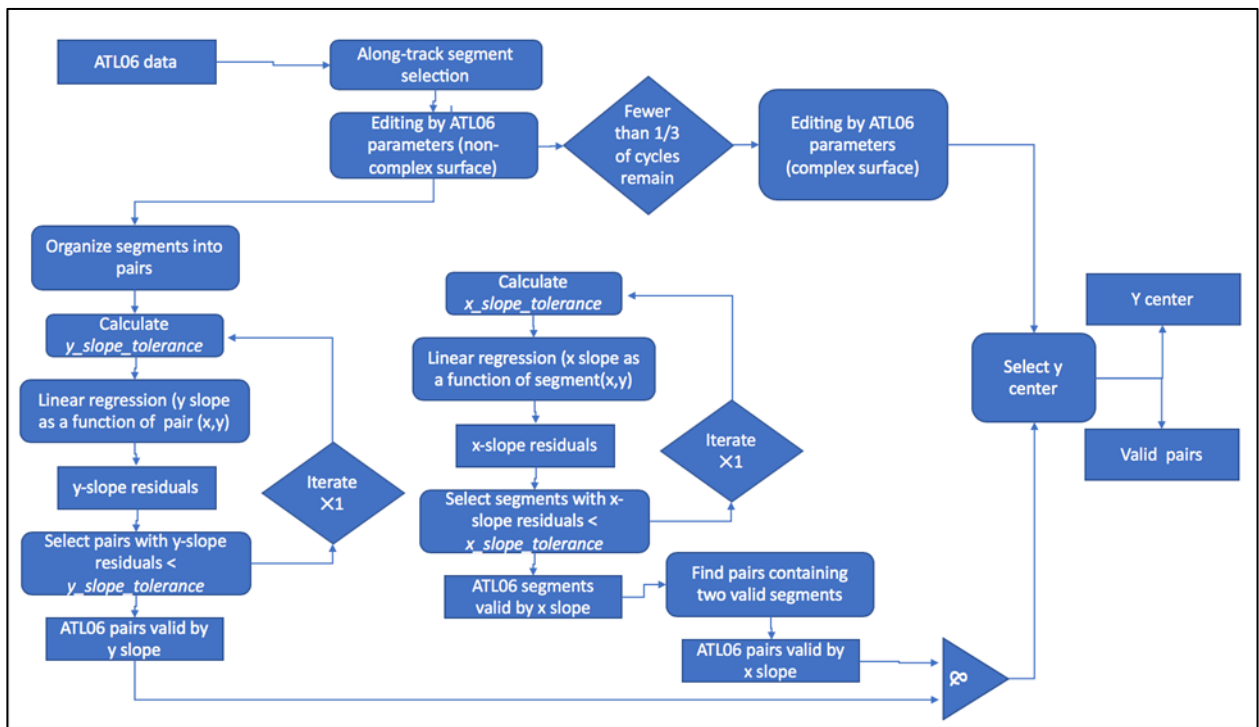 ATL06 data
Along-track segment
selection
Editing by ATL06
parameters (non-
complex surface)
Fewer
than 1/3
of cycles
remain
Editing by ATL06
parameters
(complex surface)
Organize segments into
pairs
Calculate
y_slope_tolerance
Linear regression (y slope
as a function of pair (x,y)
y-slope residuals
Select pairs with y-slope
residuals <
y_slope_tolerance
Iterate
×1
ATL06 pairs valid by
y slope
Calculate
x_slope_tolerance
Linear regression (x slope as
a function of segment(x,y)
x-slope residuals
Select segments with x-
slope residuals <
x_slope_tolerance
Iterate
×1
ATL06 segments
valid by x slope
Find pairs containing
two valid segments
ATL06 pairs valid by
x slope
&
Select y
center
Y center
Valid pairs